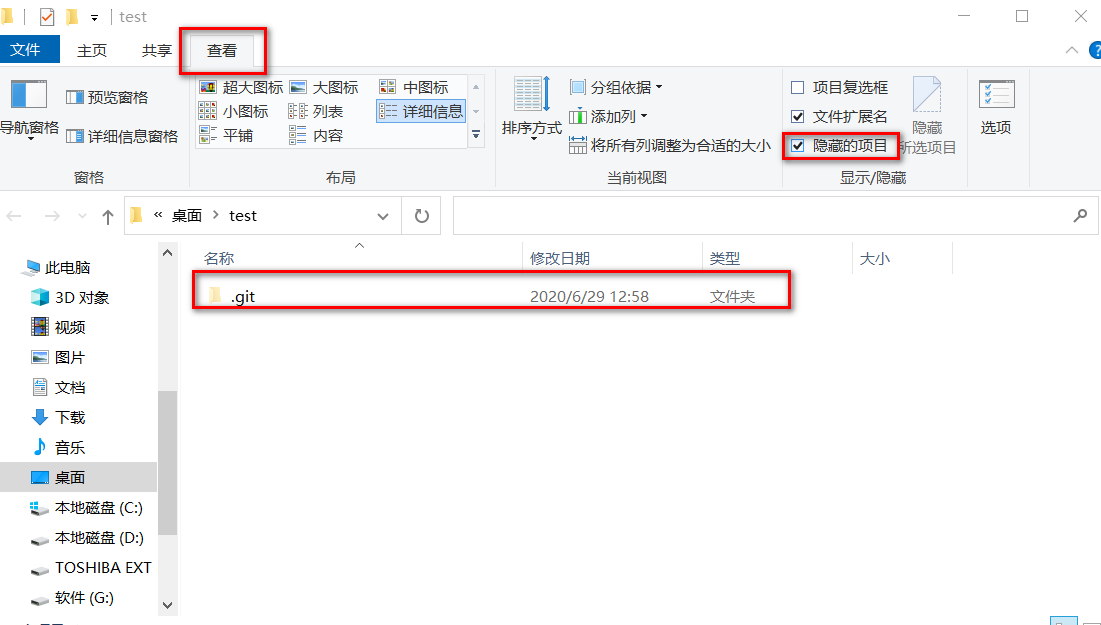 test
文件 主页 共享 查看
导航窗格
预览窗格
详细信息窗格
窗格
超大图标 大图标 中图标
小图标 列表 详细信息
平铺 内容
布局
排序方式
分组依据
添加列
将所有列调整为合适的大小
当前视图
项目复选框
文件扩展名
隐藏的项目
隐藏
所选项目
显示/隐藏
选项
« 桌面 › test
名称 修改日期 类型 大小
.git 2020/6/29 12:58 文件夹
此电脑
3D 对象
视频
图片
文档
下载
音乐
桌面
本地磁盘 (C:)
本地磁盘 (D:)
TOSHIBA EXT
软件 (G:)